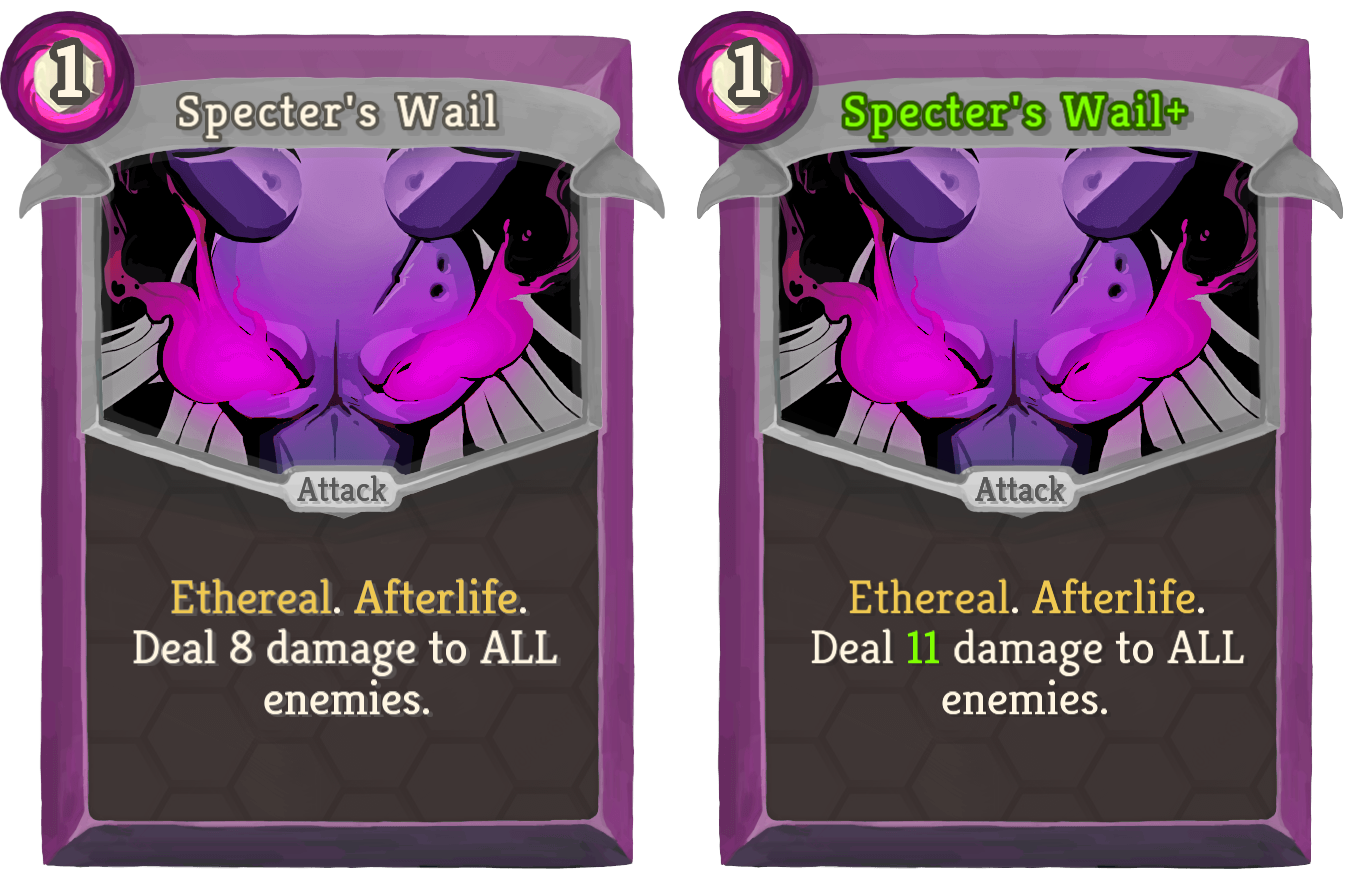 1
Specter's Wail
Attack
Ethereal. Afterlife.
Deal 8 damage to ALL
enemies.
1
Specter's Wail+
Attack
Ethereal. Afterlife.
Deal 11 damage to ALL
enemies.